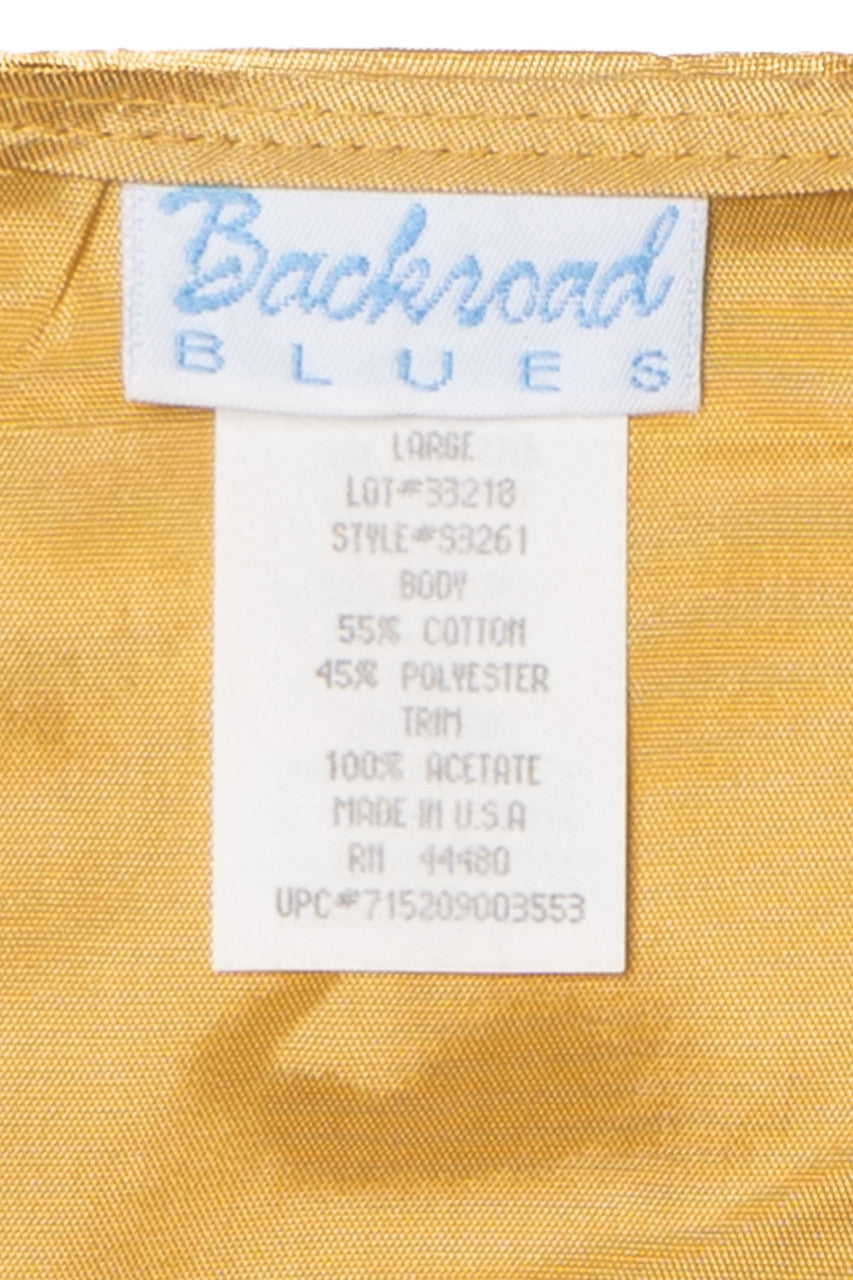 Backroad
BLUES
LARGE
LOT#33218
STYLE#S3261
BODY
55% COTTON
45% POLYESTER
TRIM
100% ACETATE
MADE IN U.S.A
RN 44480
UPC#715209003553